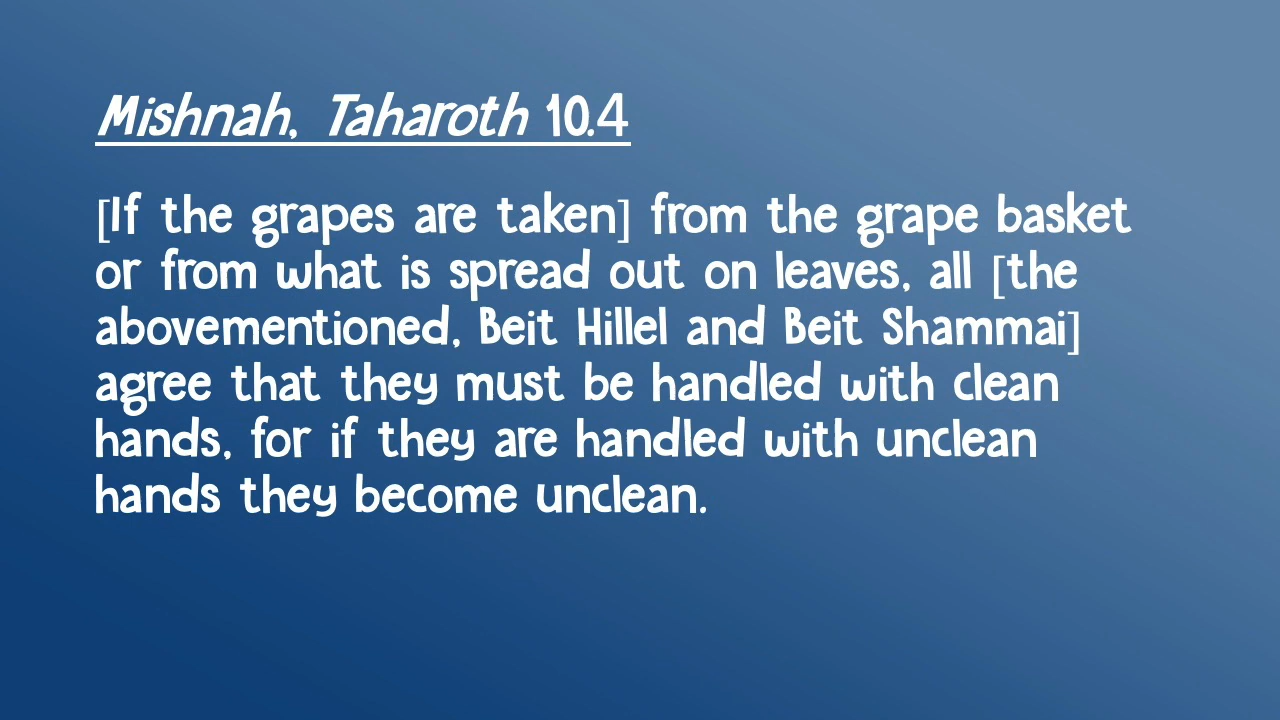 Mishnah, Taharoth 10.4
[If the grapes are taken] from the grape basket
or from what is spread out on leaves, all [the
abovementioned, Beit Hillel and Beit Shammai]
agree that they must be handled with clean
hands, for if they are handled with unclean
hands they become unclean.